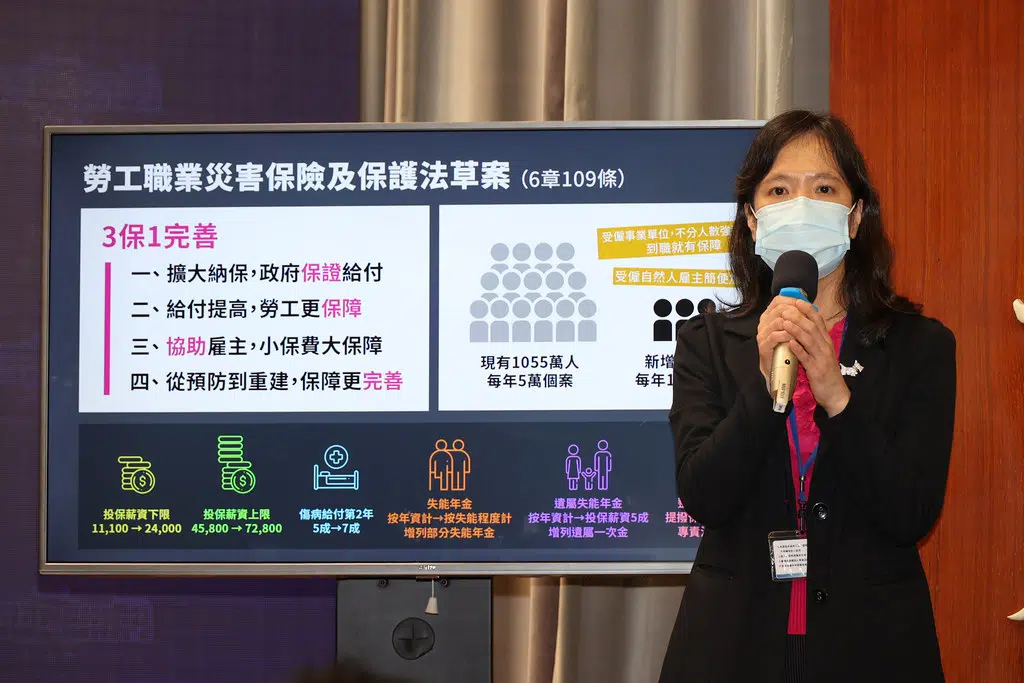 勞工職業災害保險及保護法草案（6章109條）
3保1完善
一、擴大納保，政府保證給付
二、給付提高，勞工更保障
三、協助雇主，小保費大保障
四、從預防到重建，保障更完善
受僱事業單位，不分人數強
到職就有保障
受僱自然人雇主簡便
現有1055萬人
每年5萬個案
新增
每年1
投保薪資下限
11,100→24,000
投保薪資上限
45,800→72,800
傷病給付第2年
5成→7成
失能年金
按年資計→按失能程度計
增列部分失能年金
遺屬失能年金
按年資計→投保薪資5成
增列遺屬一次金
提撥
專責